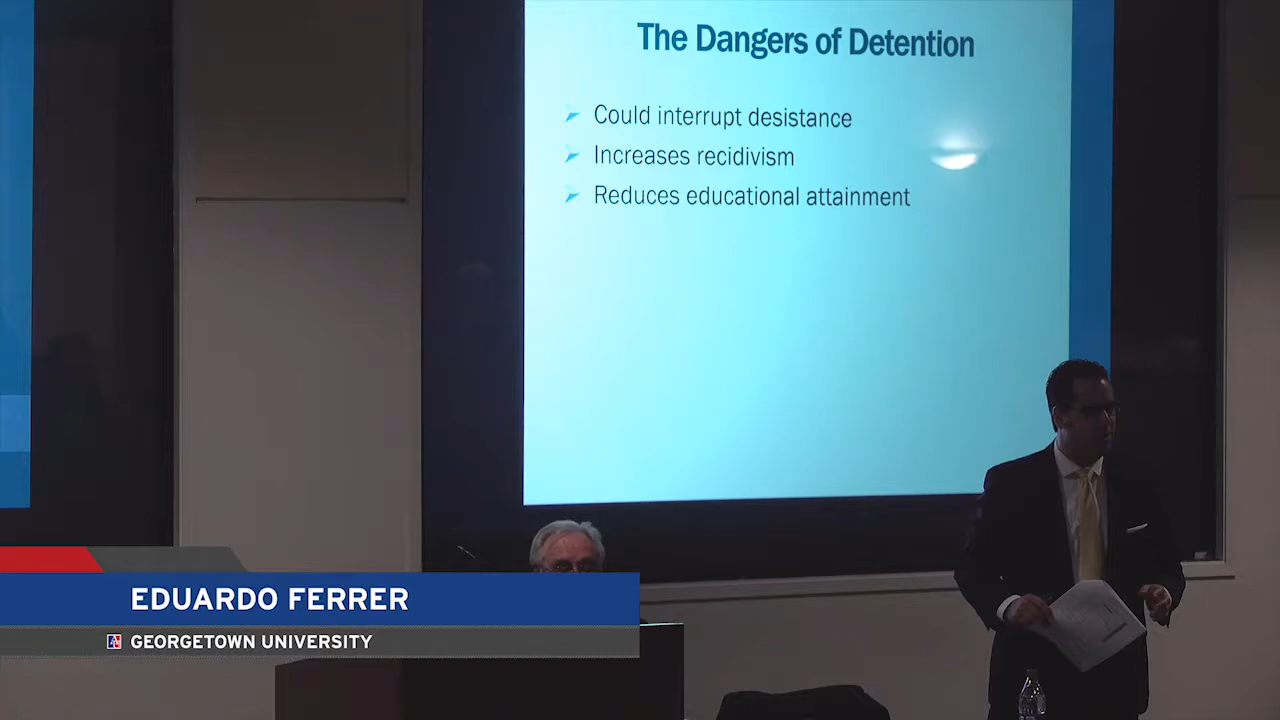 The Dangers of Detention
Could interrupt desistance
Increases recidivism
Reduces educational attainment
EDUARDO FERRER
GEORGETOWN UNIVERSITY